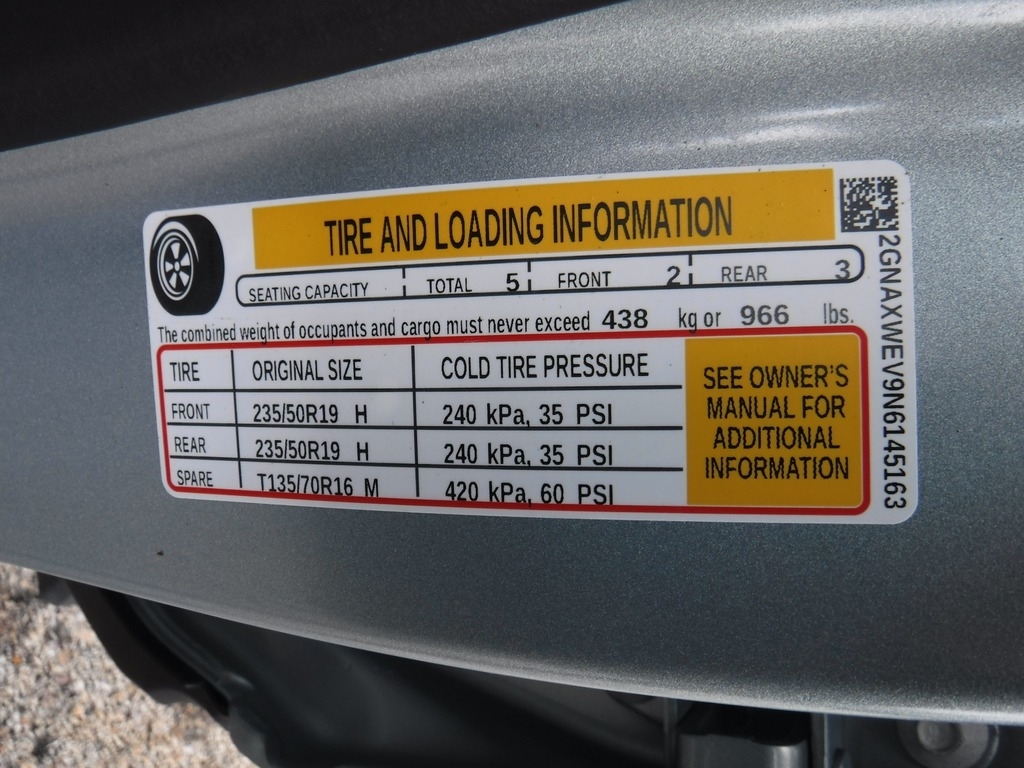 TIRE AND LOADING INFORMATION
SEATING CAPACITY TOTAL 5 FRONT 2 REAR 3
The combined weight of occupants and cargo must never exceed 438 kg or 966 lbs.
TIRE ORIGINAL SIZE COLD TIRE PRESSURE
FRONT 235/50R19 H 240 kPa, 35 PSI
REAR 235/50R19 H 240 kPa, 35 PSI
SPARE T135/70R16 M 420 kPa, 60 PSI
SEE OWNER'S
MANUAL FOR
ADDITIONAL
INFORMATION
2GNAXWEV9N6145163